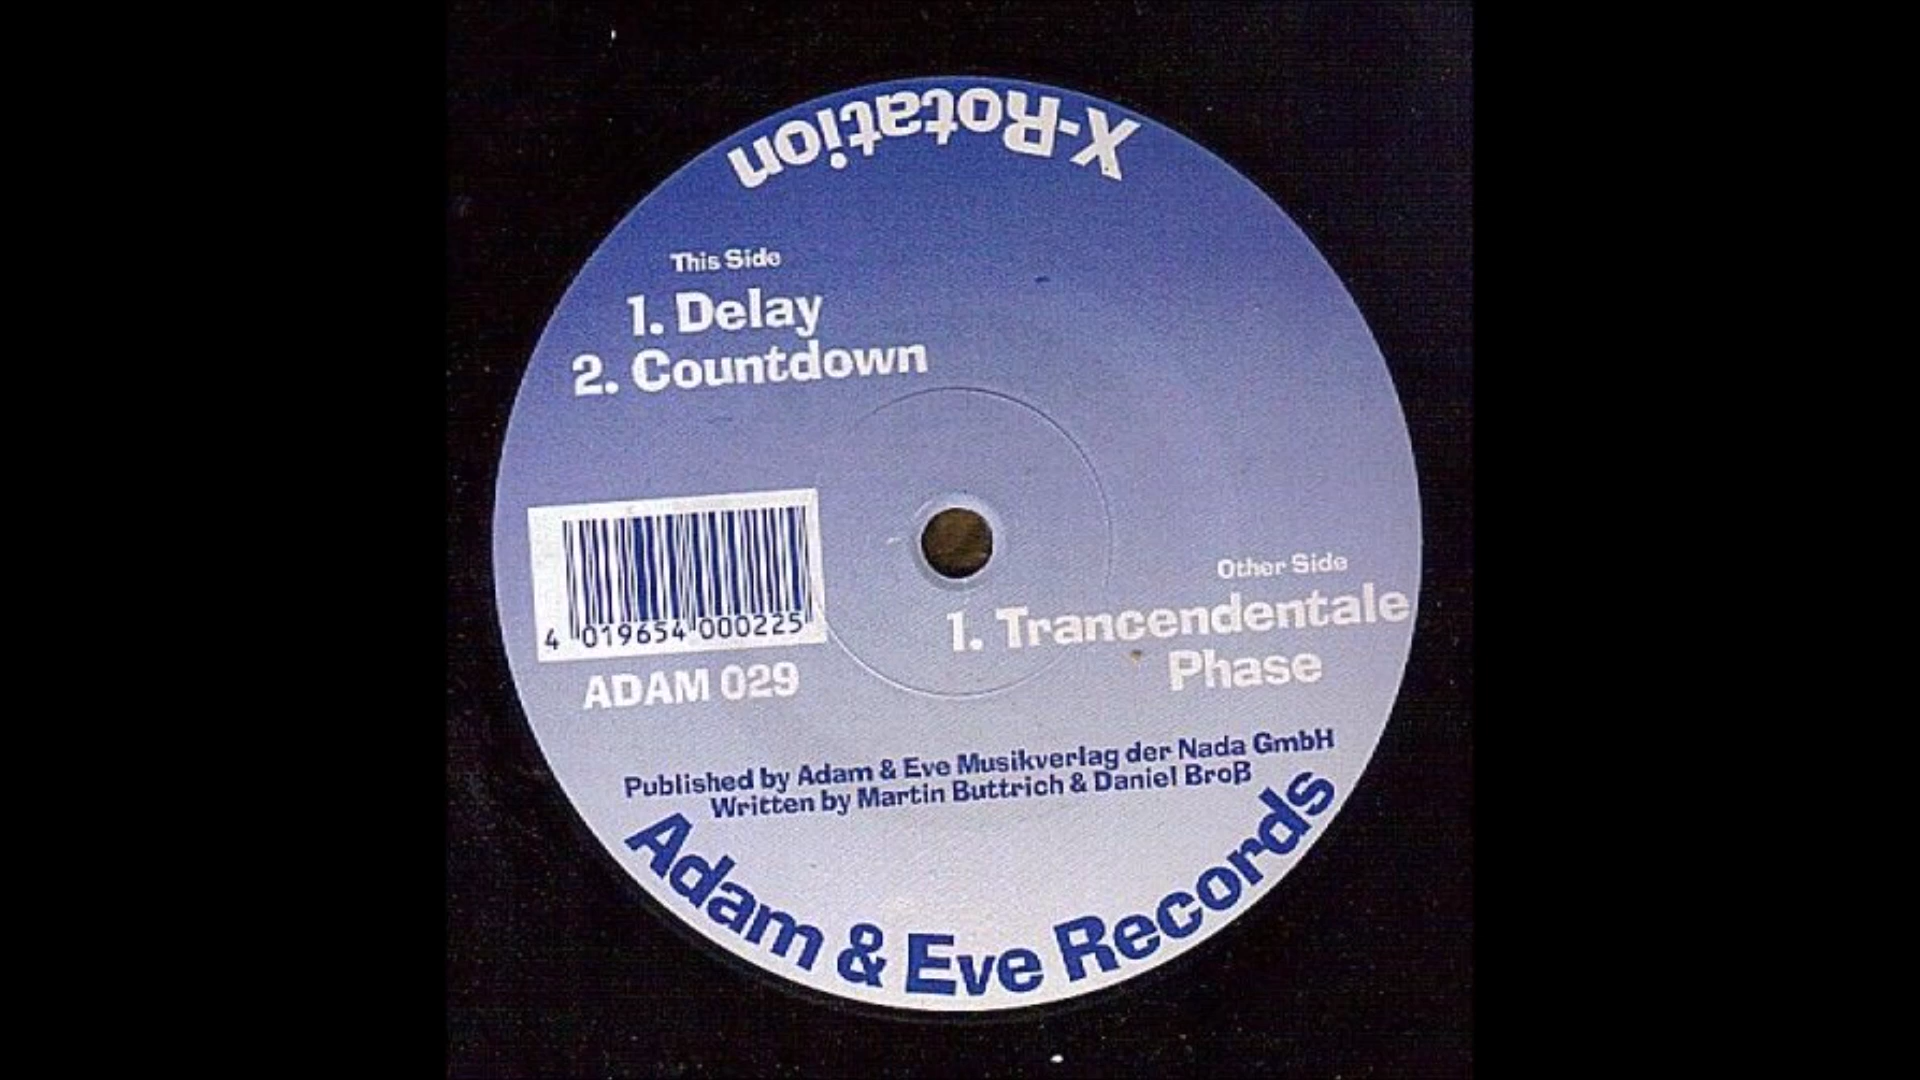 X-Rotation
This Side
1. Delay
2. Countdown
4 019654 000225
ADAM 029
Other Side
1. Trancendentale
Phase
Published by Adam & Eve Musikverlag der Nada GmbH
Written by Martin Buttrich & Daniel Broß
Adam & Eve Records